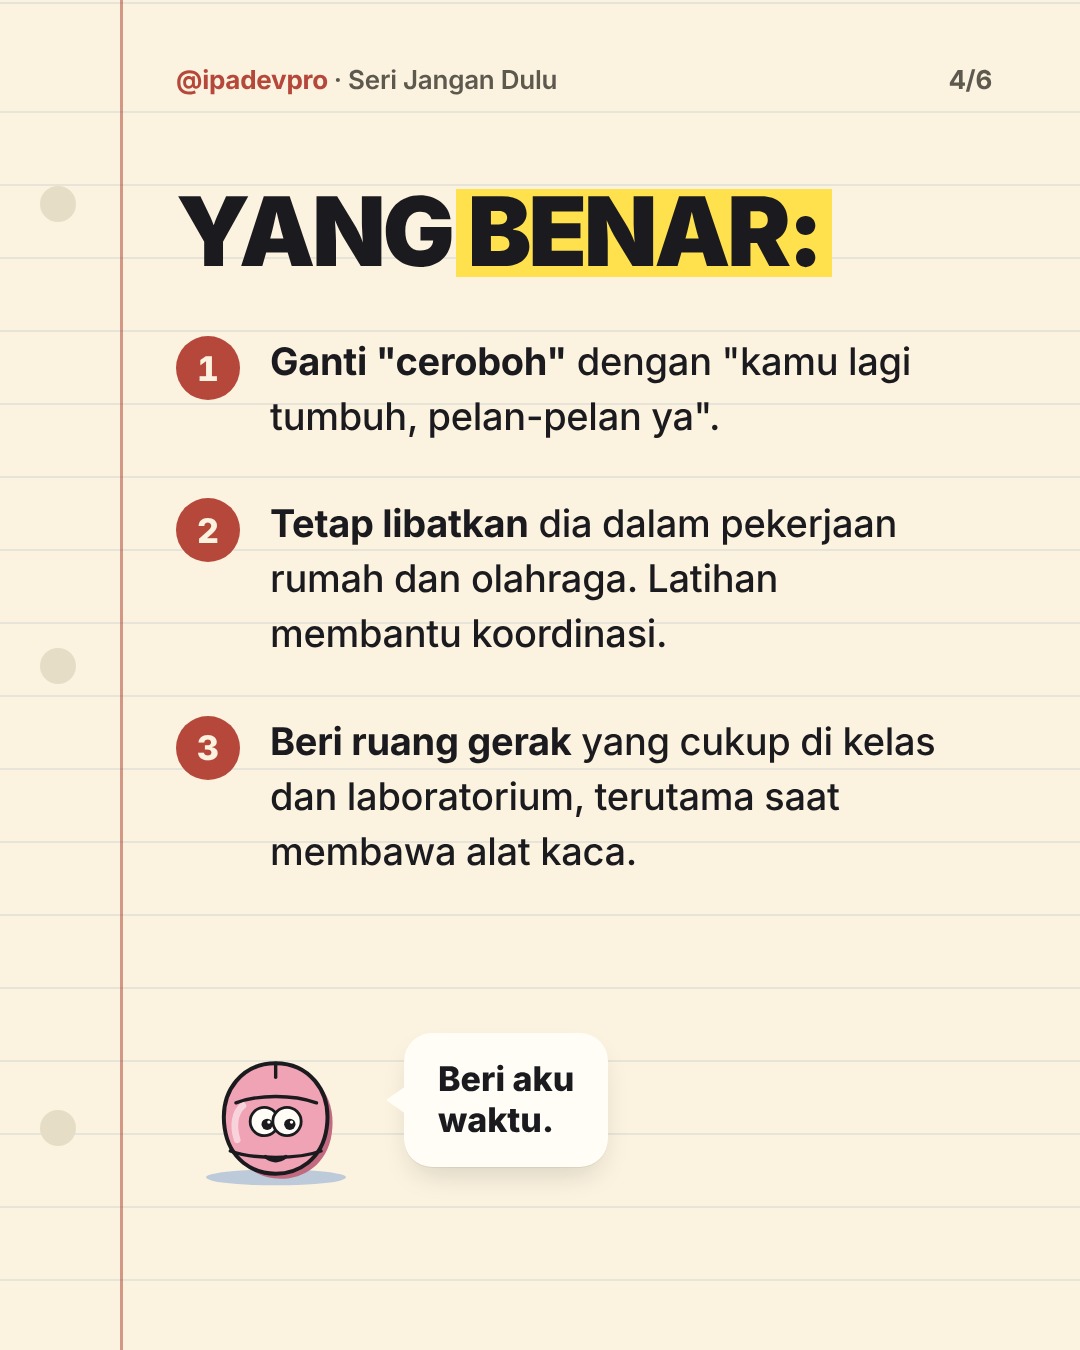 @ipadevpro · Seri Jangan Dulu
4/6
YANG BENAR:
1
Ganti "ceroboh" dengan "kamu lagi
tumbuh, pelan-pelan ya".
2
Tetap libatkan dia dalam pekerjaan
rumah dan olahraga. Latihan
membantu koordinasi.
3
Beri ruang gerak yang cukup di kelas
dan laboratorium, terutama saat
membawa alat kaca.
Beri aku
waktu.